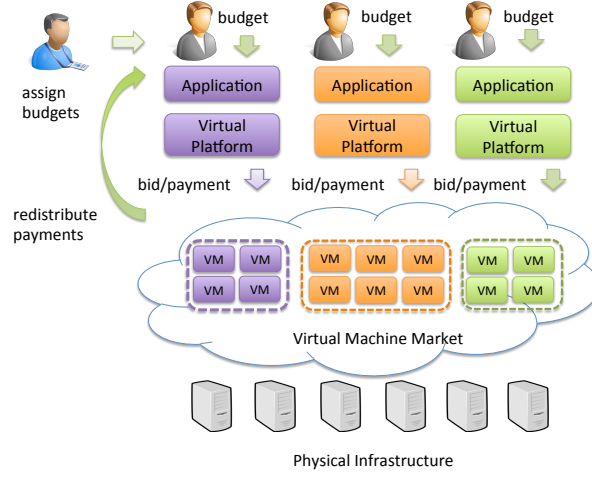 budget
budget
budget
assign
budgets
Application
Application
Application
Virtual
Platform
Virtual
Platform
Virtual
Platform
bid/payment
bid/payment
bid/payment
redistribute
payments
VM VM VM VM VM VM VM
VM VM VM VM VM VM VM
Virtual Machine Market
Physical Infrastructure